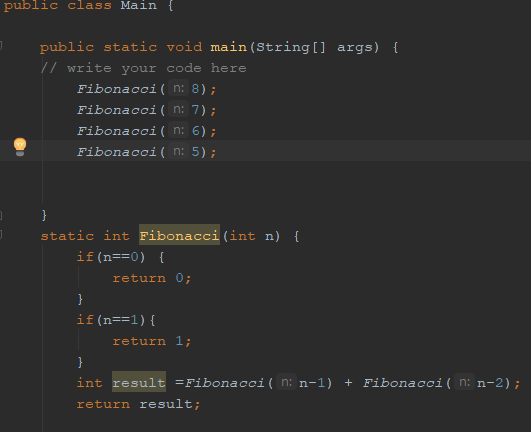 public class Main {
public static void main(String[] args) {
// write your code here
Fibonacci( n: 8);
Fibonacci( n: 7);
Fibonacci( n: 6);
Fibonacci( n: 5);
}
static int Fibonacci(int n) {
if(n==0) {
return 0;
}
if(n==1){
return 1;
}
int result =Fibonacci( n: n-1) + Fibonacci( n: n-2);
return result;